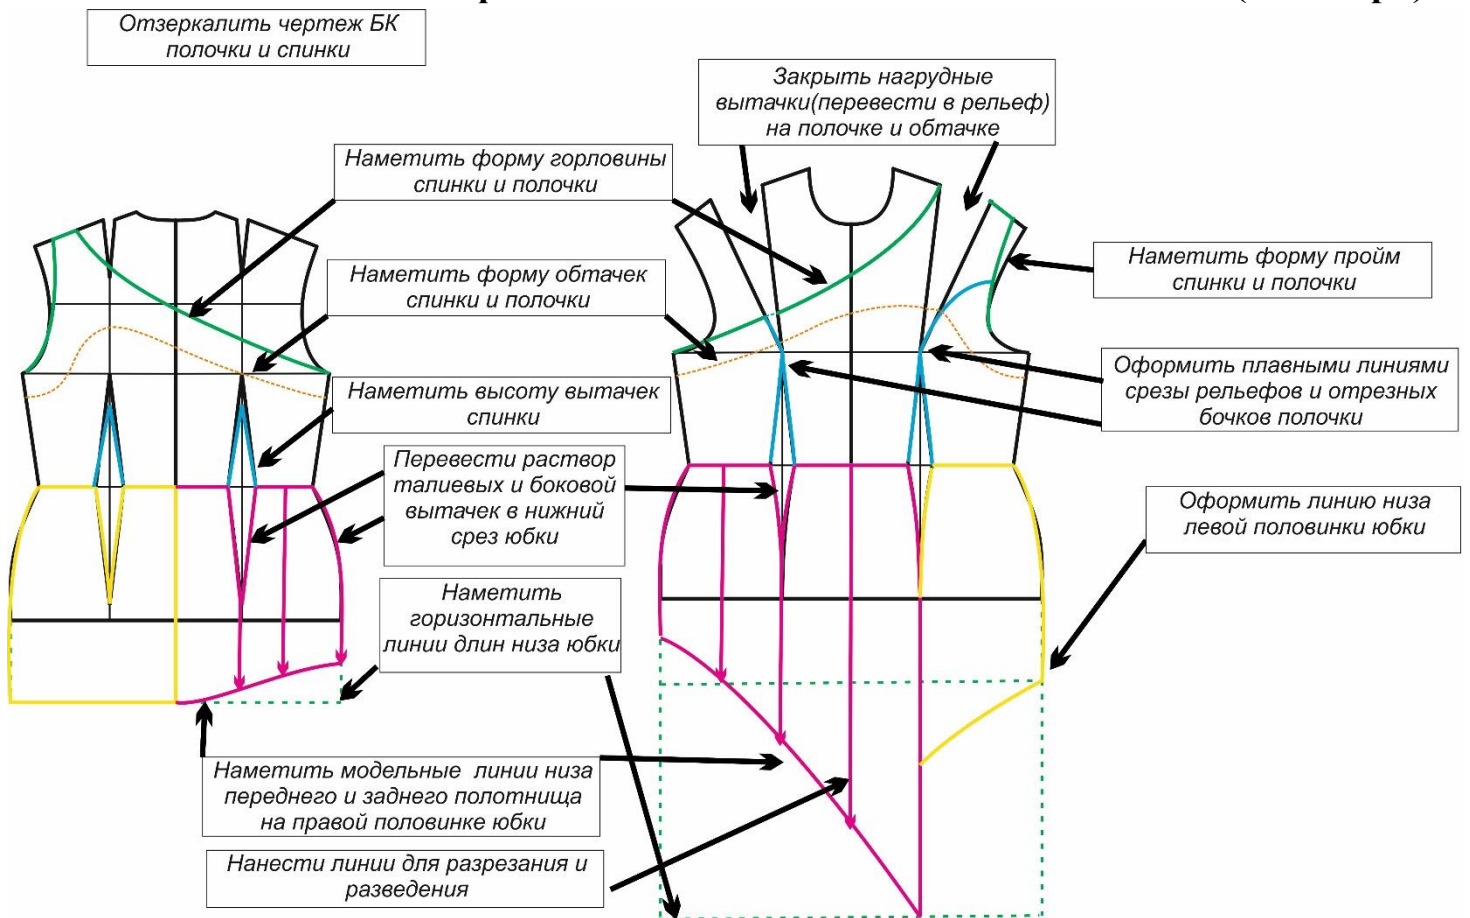 Отзеркалить чертеж БК
полочки и спинки
Закрыть нагрудные
вытачки(перевести в рельеф)
на полочке и обтачке
Наметить форму горловины
спинки и полочки
Наметить форму обтачек
спинки и полочки
Наметить форму пройм
спинки и полочки
Оформить плавными линиями
срезы рельефов и отрезных
бочков полочки
Наметить высоту вытачек
спинки
Перевести раствор
талиевых и боковой
вытачек в нижний
срез юбки
Оформить линию низа
левой половинки юбки
Наметить
горизонтальные
линии длин низа юбки
Наметить модельные линии низа
переднего и заднего полотнища
на правой половинке юбки
Нанести линии для разрезания и
разведения